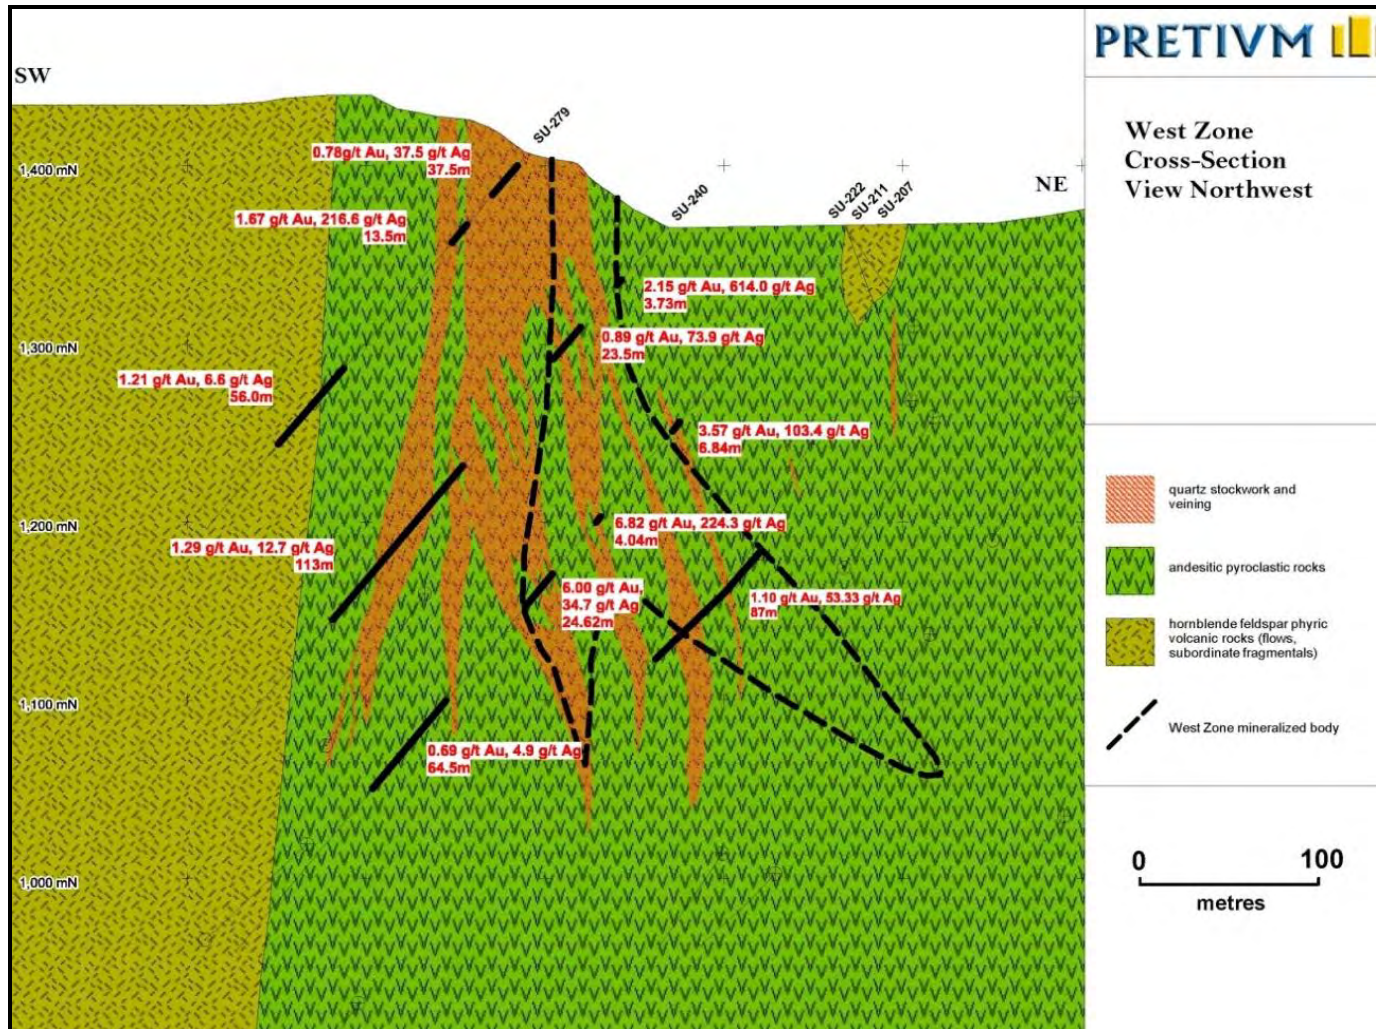 PRETIVM
West Zone
Cross-Section
View Northwest
SW
NE
SU-279
SU-240
SU-222
SU-211
SU-207
1,400 mN
1,300 mN
1,200 mN
1,100 mN
1,000 mN
0.78g/t Au, 37.5 g/t Ag
37.5m
1.67 g/t Au, 216.6 g/t Ag
13.5m
2.15 g/t Au, 614.0 g/t Ag
3.73m
0.89 g/t Au, 73.9 g/t Ag
23.5m
1.21 g/t Au, 6.6 g/t Ag
56.0m
3.57 g/t Au, 103.4 g/t Ag
6.84m
6.82 g/t Au, 224.3 g/t Ag
4.04m
1.29 g/t Au, 12.7 g/t Ag
113m
6.00 g/t Au,
34.7 g/t Ag
24.62m
1.10 g/t Au, 53.33 g/t Ag
87m
0.69 g/t Au, 4.9 g/t Ag
64.5m
quartz stockwork and
veining
andesitic pyroclastic rocks
hornblende feldspar phyric
volcanic rocks (flows,
subordinate fragmentals)
West Zone mineralized body
0 100
metres